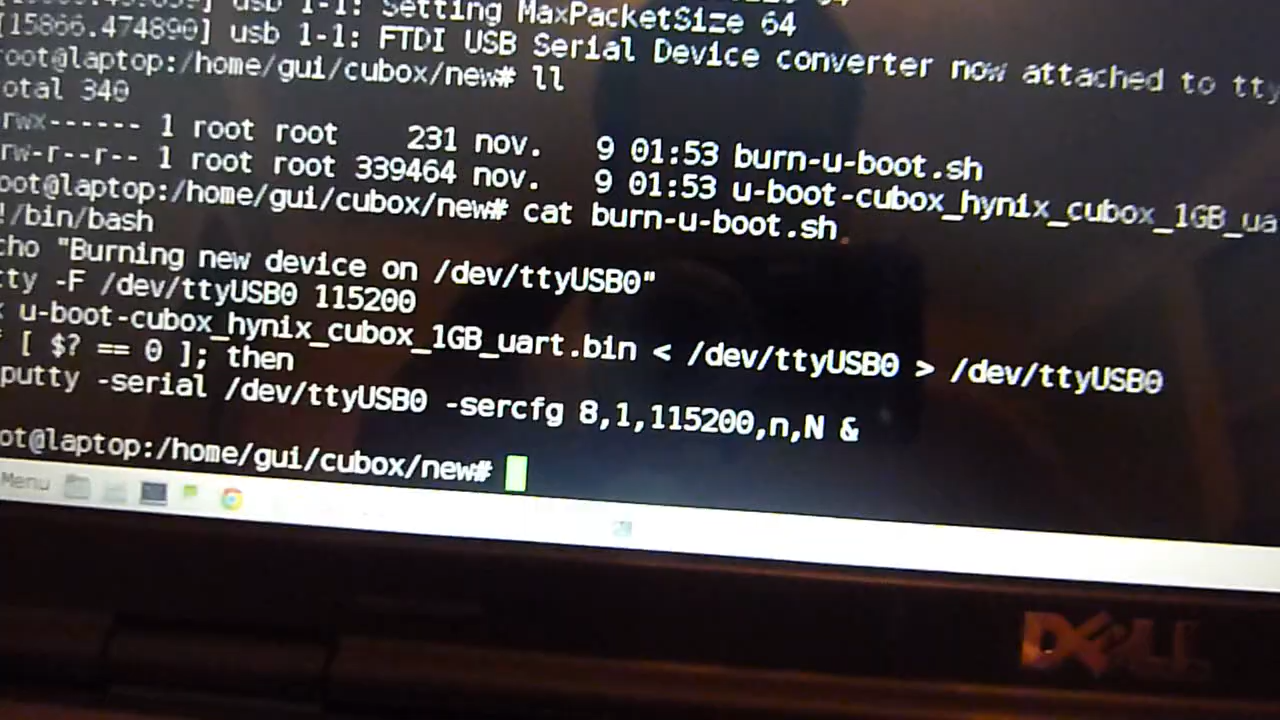 usb 1-1: Setting MaxPacketSize 64
[15866.474890] usb 1-1: FTDI USB Serial Device converter now attached to tty
root@laptop:/home/gui/cubox/new# ll
otal 340
rwx------ 1 root root 231 nov. 9 01:53 burn-u-boot.sh
rw-r--r-- 1 root root 339464 nov. 9 01:53 u-boot-cubox_hynix_cubox_1GB_ua
oot@laptop:/home/gui/cubox/new# cat burn-u-boot.sh
!/bin/bash
cho "Burning new device on /dev/ttyUSB0"
tty -F /dev/ttyUSB0 115200
u-boot-cubox_hynix_cubox_1GB_uart.bin < /dev/ttyUSB0 > /dev/ttyUSB0
[ $? == 0 ]; then
putty -serial /dev/ttyUSB0 -sercfg 8,1,115200,n,N &
ot@laptop:/home/gui/cubox/new#
Menu
DELL